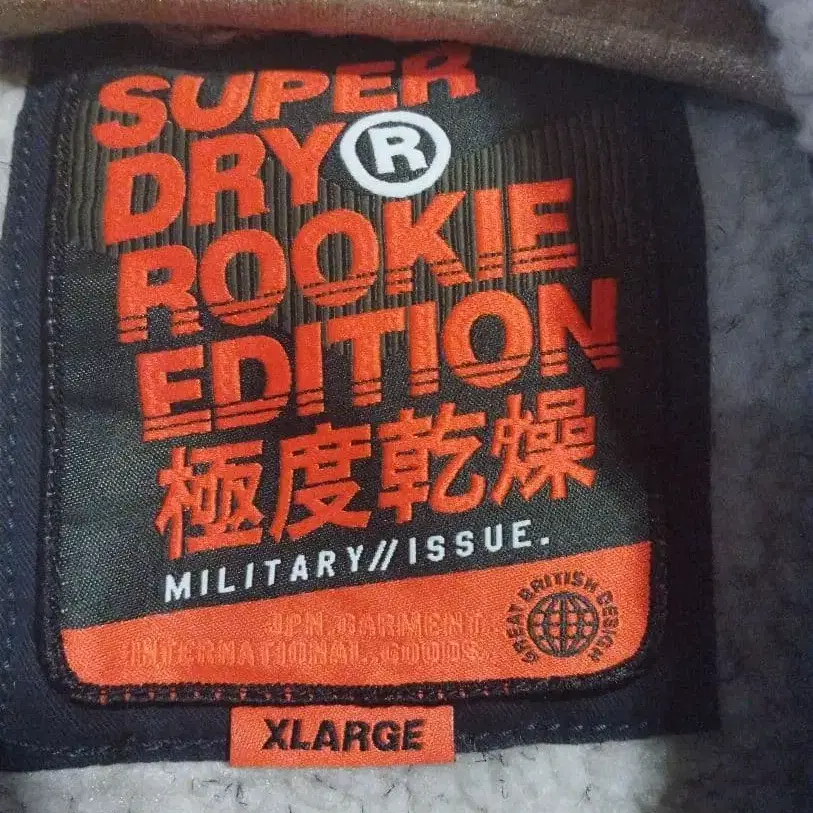 SUPER
DRY®
ROOKIE
EDITION
極度乾燥
MILITARY//ISSUE.
JPN GARMENT
INTERNATIONAL. GOODS.
GREAT BRITISH DESIGN
XLARGE